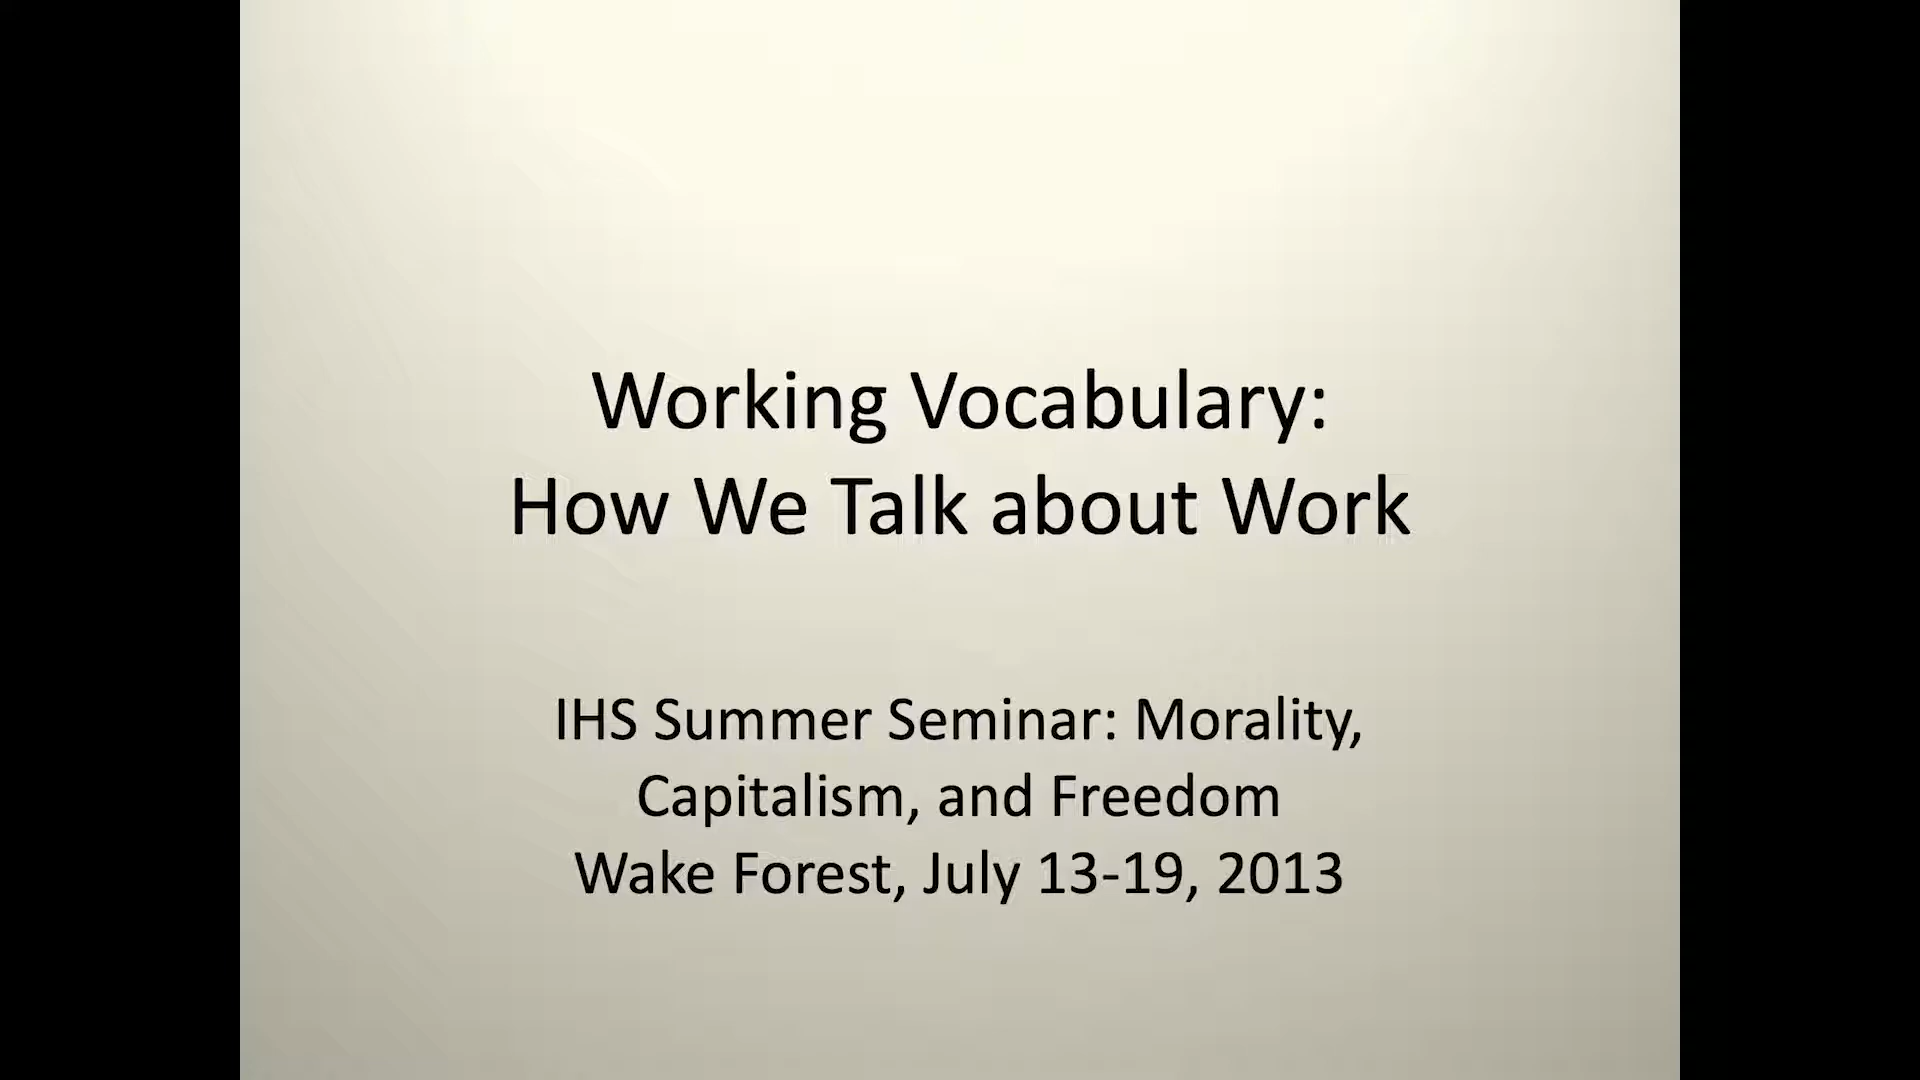 Working Vocabulary:
How We Talk about Work
IHS Summer Seminar: Morality,
Capitalism, and Freedom
Wake Forest, July 13-19, 2013